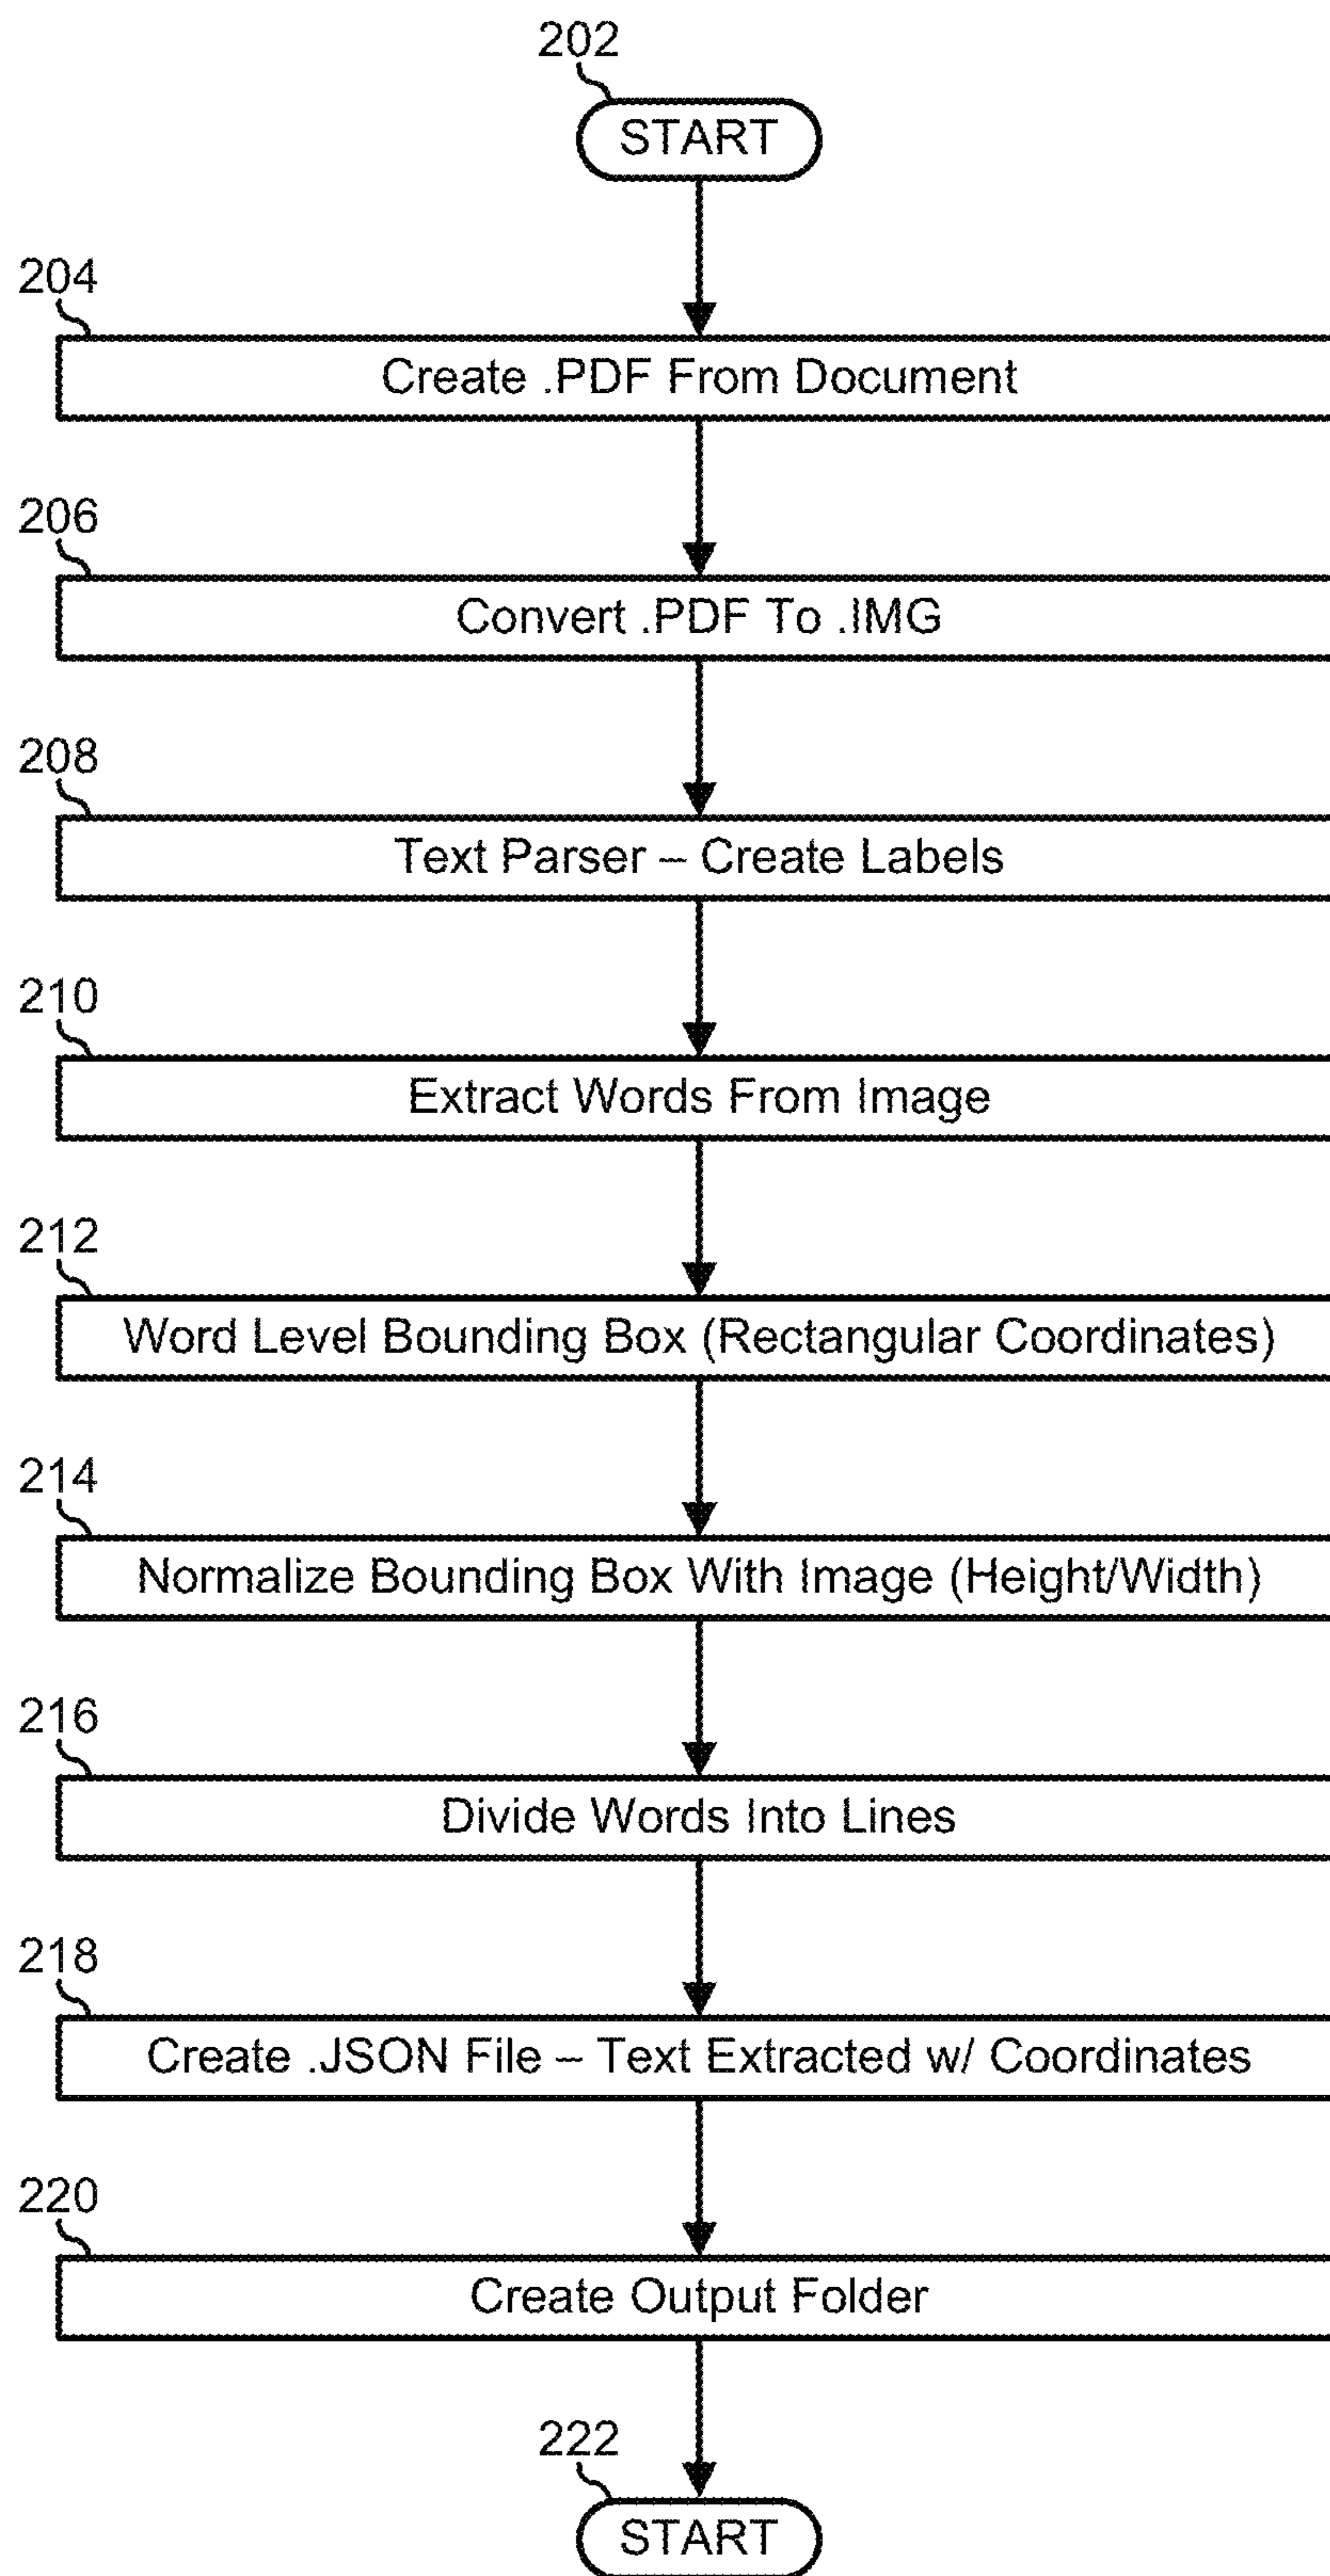 202
START
204
Create .PDF From Document
206
Convert .PDF To .IMG
208
Text Parser – Create Labels
210
Extract Words From Image
212
Word Level Bounding Box (Rectangular Coordinates)
214
Normalize Bounding Box With Image (Height/Width)
216
Divide Words Into Lines
218
Create .JSON File – Text Extracted w/ Coordinates
220
Create Output Folder
222
START